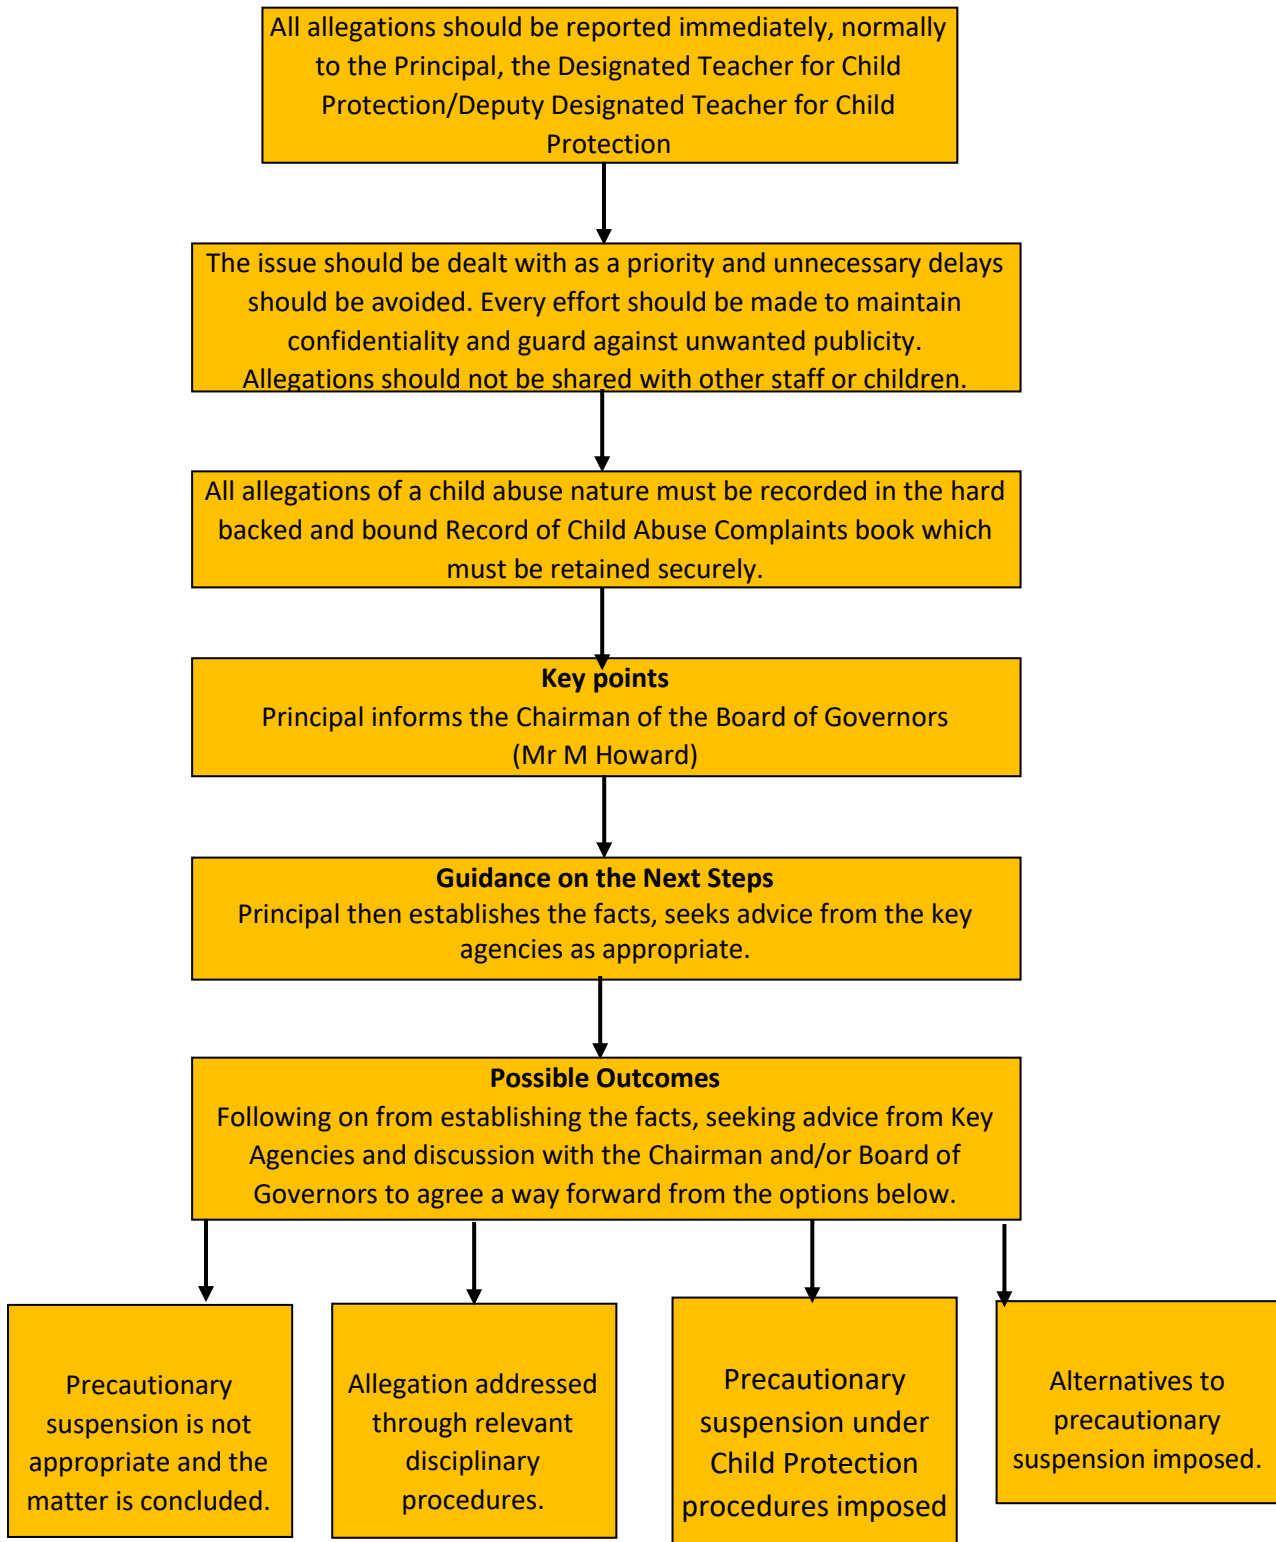 All allegations should be reported immediately, normally
to the Principal, the Designated Teacher for Child
Protection/Deputy Designated Teacher for Child
Protection
The issue should be dealt with as a priority and unnecessary delays
should be avoided. Every effort should be made to maintain
confidentiality and guard against unwanted publicity.
Allegations should not be shared with other staff or children.
All allegations of a child abuse nature must be recorded in the hard
backed and bound Record of Child Abuse Complaints book which
must be retained securely.
Key points
Principal informs the Chairman of the Board of Governors
(Mr M Howard)
Guidance on the Next Steps
Principal then establishes the facts, seeks advice from the key
agencies as appropriate.
Possible Outcomes
Following on from establishing the facts, seeking advice from Key
Agencies and discussion with the Chairman and/or Board of
Governors to agree a way forward from the options below.
Precautionary
suspension is not
appropriate and the
matter is concluded.
Allegation addressed
through relevant
disciplinary
procedures.
Precautionary
suspension under
Child Protection
procedures imposed
Alternatives to
precautionary
suspension imposed.